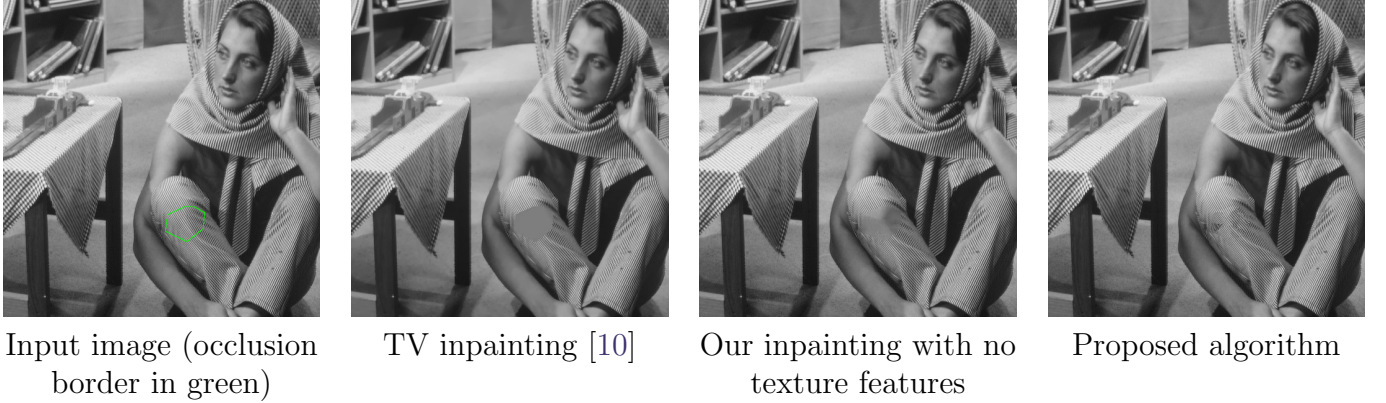 Input image (occlusion
border in green)
TV inpainting [10]
Our inpainting with no
texture features
Proposed algorithm